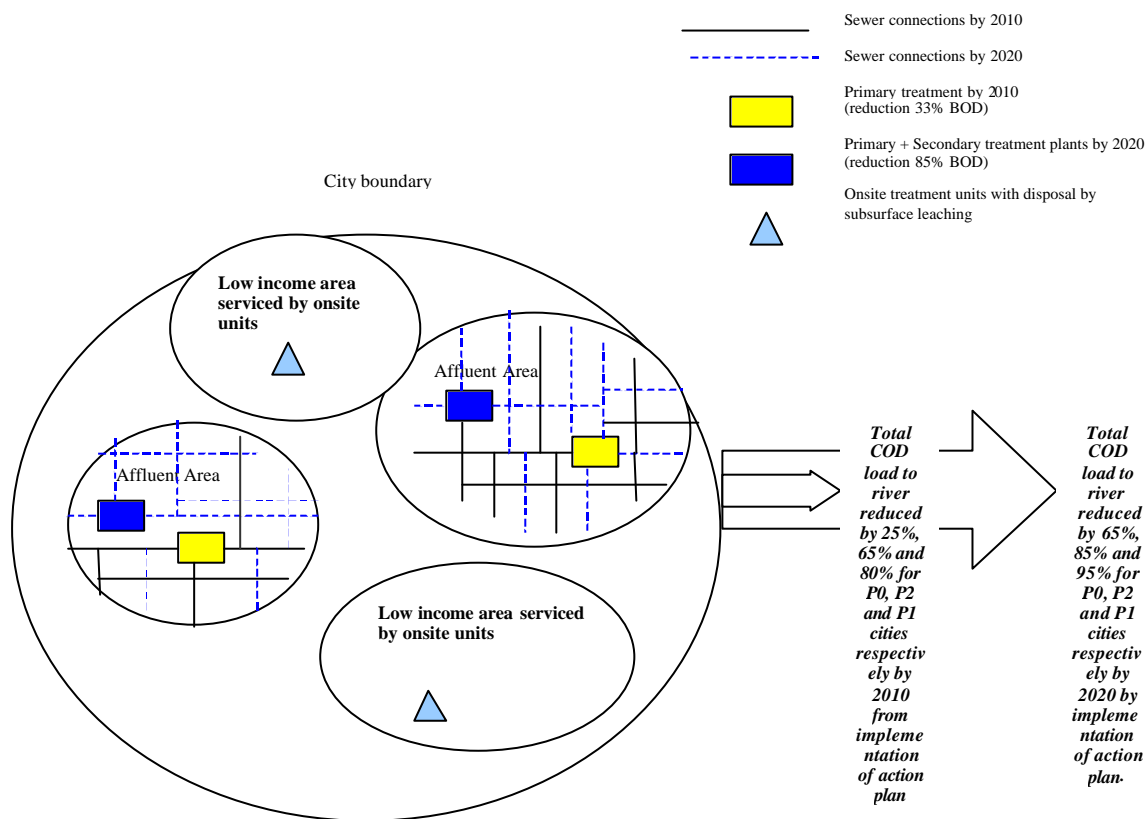 Sewer connections by 2010
Sewer connections by 2020
Primary treatment by 2010
(reduction 33% BOD)
Primary + Secondary treatment plants by 2020
(reduction 85% BOD)
Onsite treatment units with disposal by
subsurface leaching
City boundary
Low income area
serviced by onsite
units
Affluent Area
Affluent Area
Low income area serviced
by onsite units
Total
COD
load to
river
reduced
by 25%,
65% and
80% for
P0, P2
and P1
cities
respectiv
ely by
2010
from
impleme
ntation
of action
plan
Total
COD
load to
river
reduced
by 65%,
85% and
95% for
P0, P2
and P1
cities
respectiv
ely by
2020 by
impleme
ntation
of action
plan.